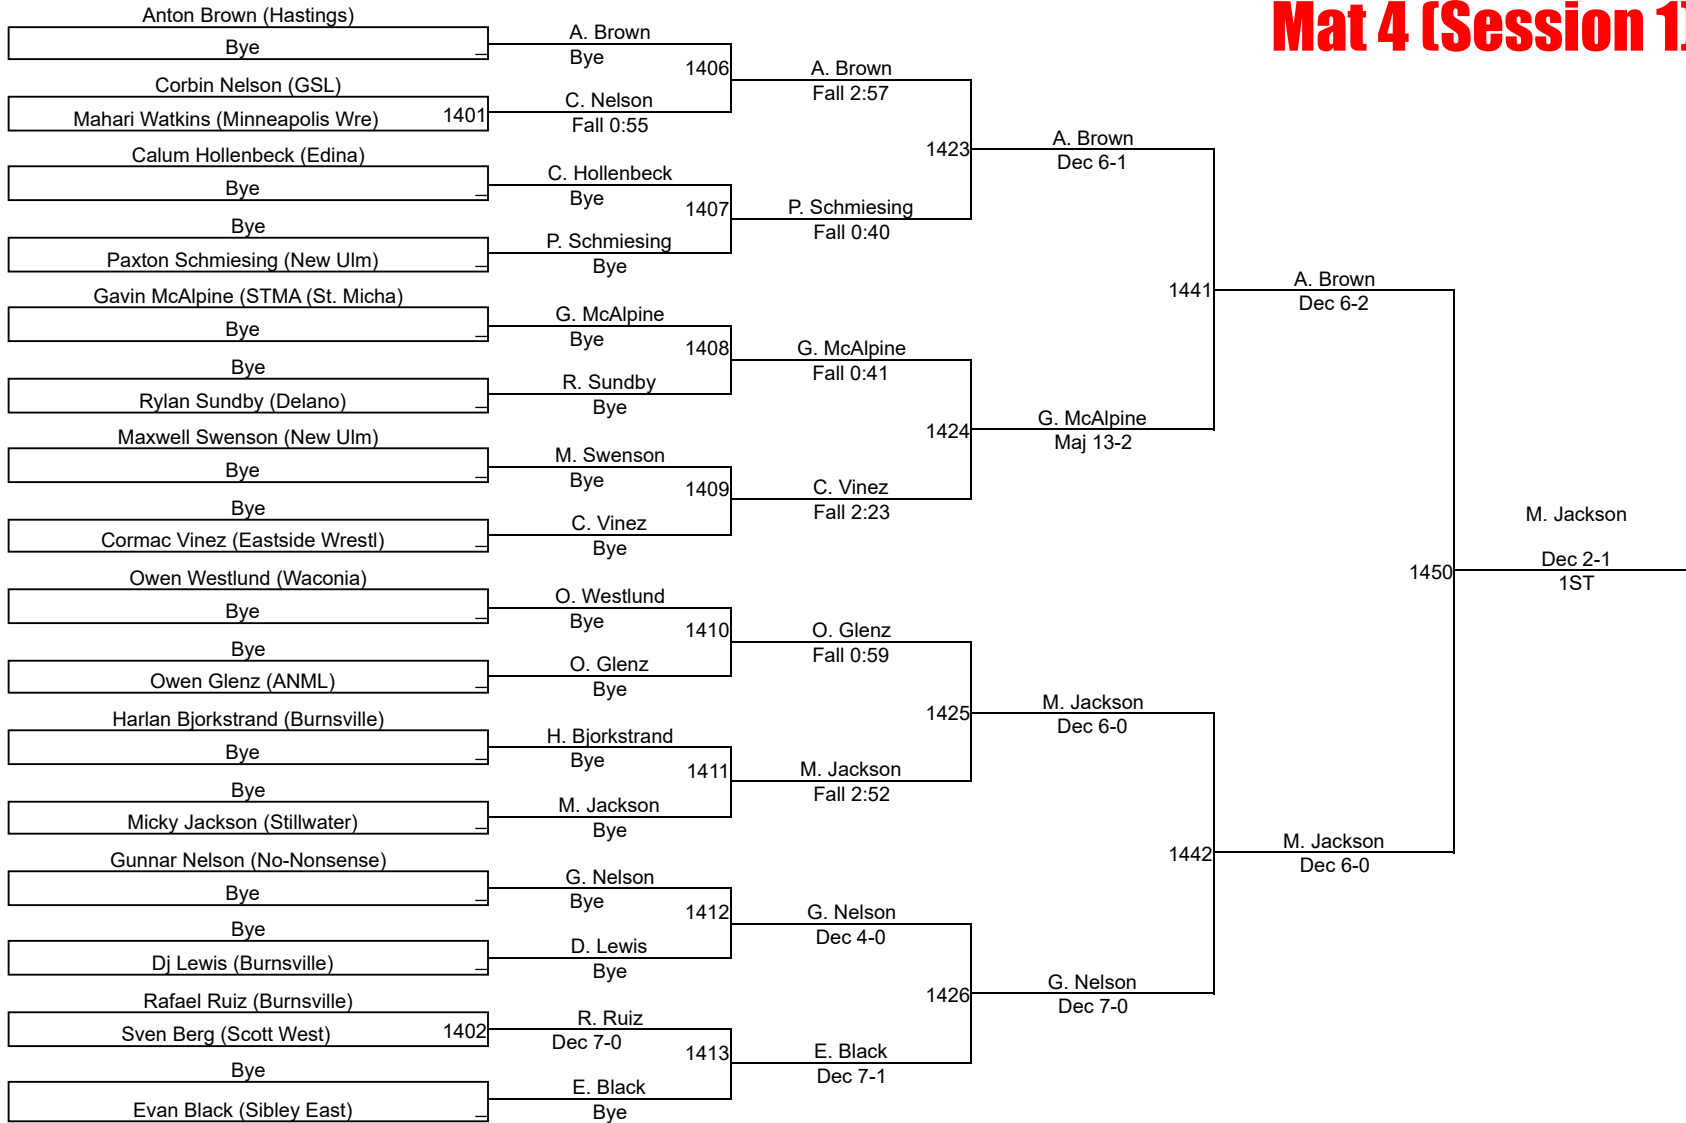 Mat 4 (Session 1)
Anton Brown (Hastings)
Bye _
Corbin Nelson (GSL)
Mahari Watkins (Minneapolis Wre) 1401
Calum Hollenbeck (Edina)
Bye _
Bye
Paxton Schmiesing (New Ulm) _
Gavin McAlpine (STMA (St. Micha)
Bye _
Bye
Rylan Sundby (Delano) _
Maxwell Swenson (New Ulm)
Bye _
Bye
Cormac Vinez (Eastside Wrestl) _
Owen Westlund (Waconia)
Bye _
Bye
Owen Glenz (ANML) _
Harlan Bjorkstrand (Burnsville)
Bye _
Bye
Micky Jackson (Stillwater) _
Gunnar Nelson (No-Nonsense)
Bye _
Bye
Dj Lewis (Burnsville) _
Rafael Ruiz (Burnsville)
Sven Berg (Scott West) 1402
Bye
Evan Black (Sibley East) _
A. Brown
Bye
1406
C. Nelson
Fall 0:55
C. Hollenbeck
Bye
1407
P. Schmiesing
Bye
G. McAlpine
Bye
1408
R. Sundby
Bye
M. Swenson
Bye
1409
C. Vinez
Bye
O. Westlund
Bye
1410
O. Glenz
Bye
H. Bjorkstrand
Bye
1411
M. Jackson
Bye
G. Nelson
Bye
1412
D. Lewis
Bye
R. Ruiz
Dec 7-0
1413
E. Black
Bye
A. Brown
Fall 2:57
1423
P. Schmiesing
Fall 0:40
G. McAlpine
Fall 0:41
1424
C. Vinez
Fall 2:23
O. Glenz
Fall 0:59
1425
M. Jackson
Fall 2:52
G. Nelson
Dec 4-0
1426
E. Black
Dec 7-1
A. Brown
Dec 6-1
1441
G. McAlpine
Maj 13-2
M. Jackson
Dec 6-0
1442
G. Nelson
Dec 7-0
A. Brown
Dec 6-2
1450
M. Jackson
Dec 6-0
M. Jackson
Dec 2-1
1ST